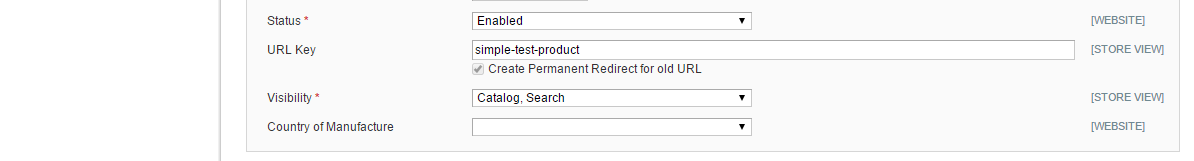 Status * Enabled [WEBSITE]
URL Key simple-test-product [STORE VIEW]
Create Permanent Redirect for old URL
Visibility * Catalog, Search [STORE VIEW]
Country of Manufacture [WEBSITE]